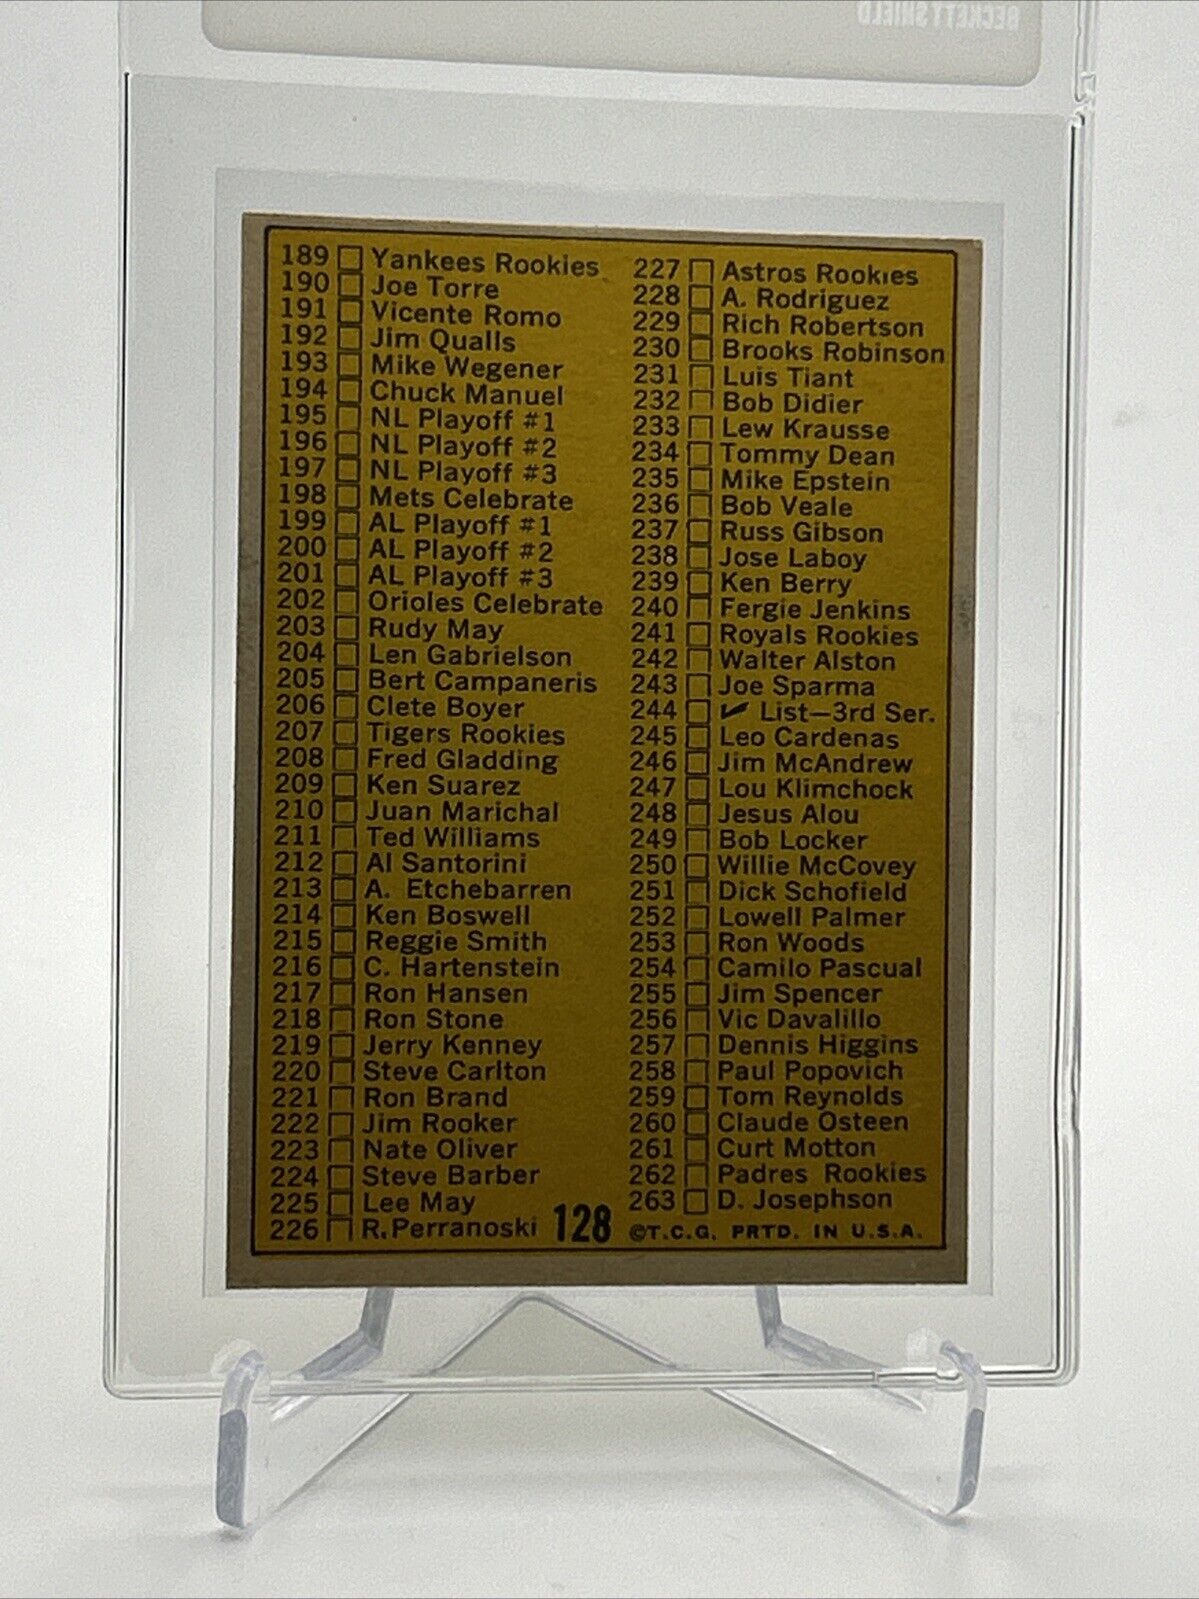 BECKETT SHIELD
189 Yankees Rookies
190 Joe Torre
191 Vicente Romo
192 Jim Qualls
193 Mike Wegener
194 Chuck Manuel
195 NL Playoff #1
196 NL Playoff #2
197 NL Playoff #3
198 Mets Celebrate
199 AL Playoff #1
200 AL Playoff #2
201 AL Playoff #3
202 Orioles Celebrate
203 Rudy May
204 Len Gabrielson
205 Bert Campaneris
206 Clete Boyer
207 Tigers Rookies
208 Fred Gladding
209 Ken Suarez
210 Juan Marichal
211 Ted Williams
212 Al Santorini
213 A. Etchebarren
214 Ken Boswell
215 Reggie Smith
216 C. Hartenstein
217 Ron Hansen
218 Ron Stone
219 Jerry Kenney
220 Steve Carlton
221 Ron Brand
222 Jim Rooker
223 Nate Oliver
224 Steve Barber
225 Lee May
226 R. Perranoski
227 Astros Rookies
228 A. Rodriguez
229 Rich Robertson
230 Brooks Robinson
231 Luis Tiant
232 Bob Didier
233 Lew Krausse
234 Tommy Dean
235 Mike Epstein
236 Bob Veale
237 Russ Gibson
238 Jose Laboy
239 Ken Berry
240 Fergie Jenkins
241 Royals Rookies
242 Walter Alston
243 Joe Sparma
244 ✔ List—3rd Ser.
245 Leo Cardenas
246 Jim McAndrew
247 Lou Klimchock
248 Jesus Alou
249 Bob Locker
250 Willie McCovey
251 Dick Schofield
252 Lowell Palmer
253 Ron Woods
254 Camilo Pascual
255 Jim Spencer
256 Vic Davalillo
257 Dennis Higgins
258 Paul Popovich
259 Tom Reynolds
260 Claude Osteen
261 Curt Motton
262 Padres Rookies
263 D. Josephson
128 ©T.C.G. PRTD. IN U.S.A.